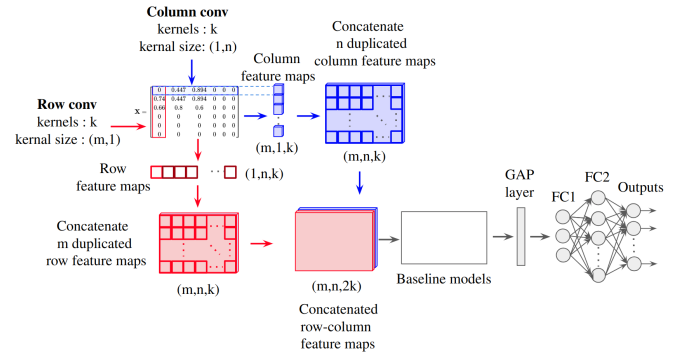 Column conv
kernels : k
kernal size: (1,n)
Column
feature maps
Concatenate
n duplicated
column feature maps
Row conv
kernels : k
kernal size : (m,1)
x =
0 0.447 0.894 0 0 0
0.74 0.447 0.894 0 0 0
0.66 0.8 0.6 0 0 0
0 0 0 0 0 0
0 0 0 0 0 0
0 0 0 0 0 0
(m,1,k)
(m,n,k)
Row
feature maps
(1,n,k)
Concatenate
m duplicated
row feature maps
(m,n,k)
(m,n,2k)
Concatenated
row-column
feature maps
Baseline models
GAP
layer
FC1
FC2
Outputs